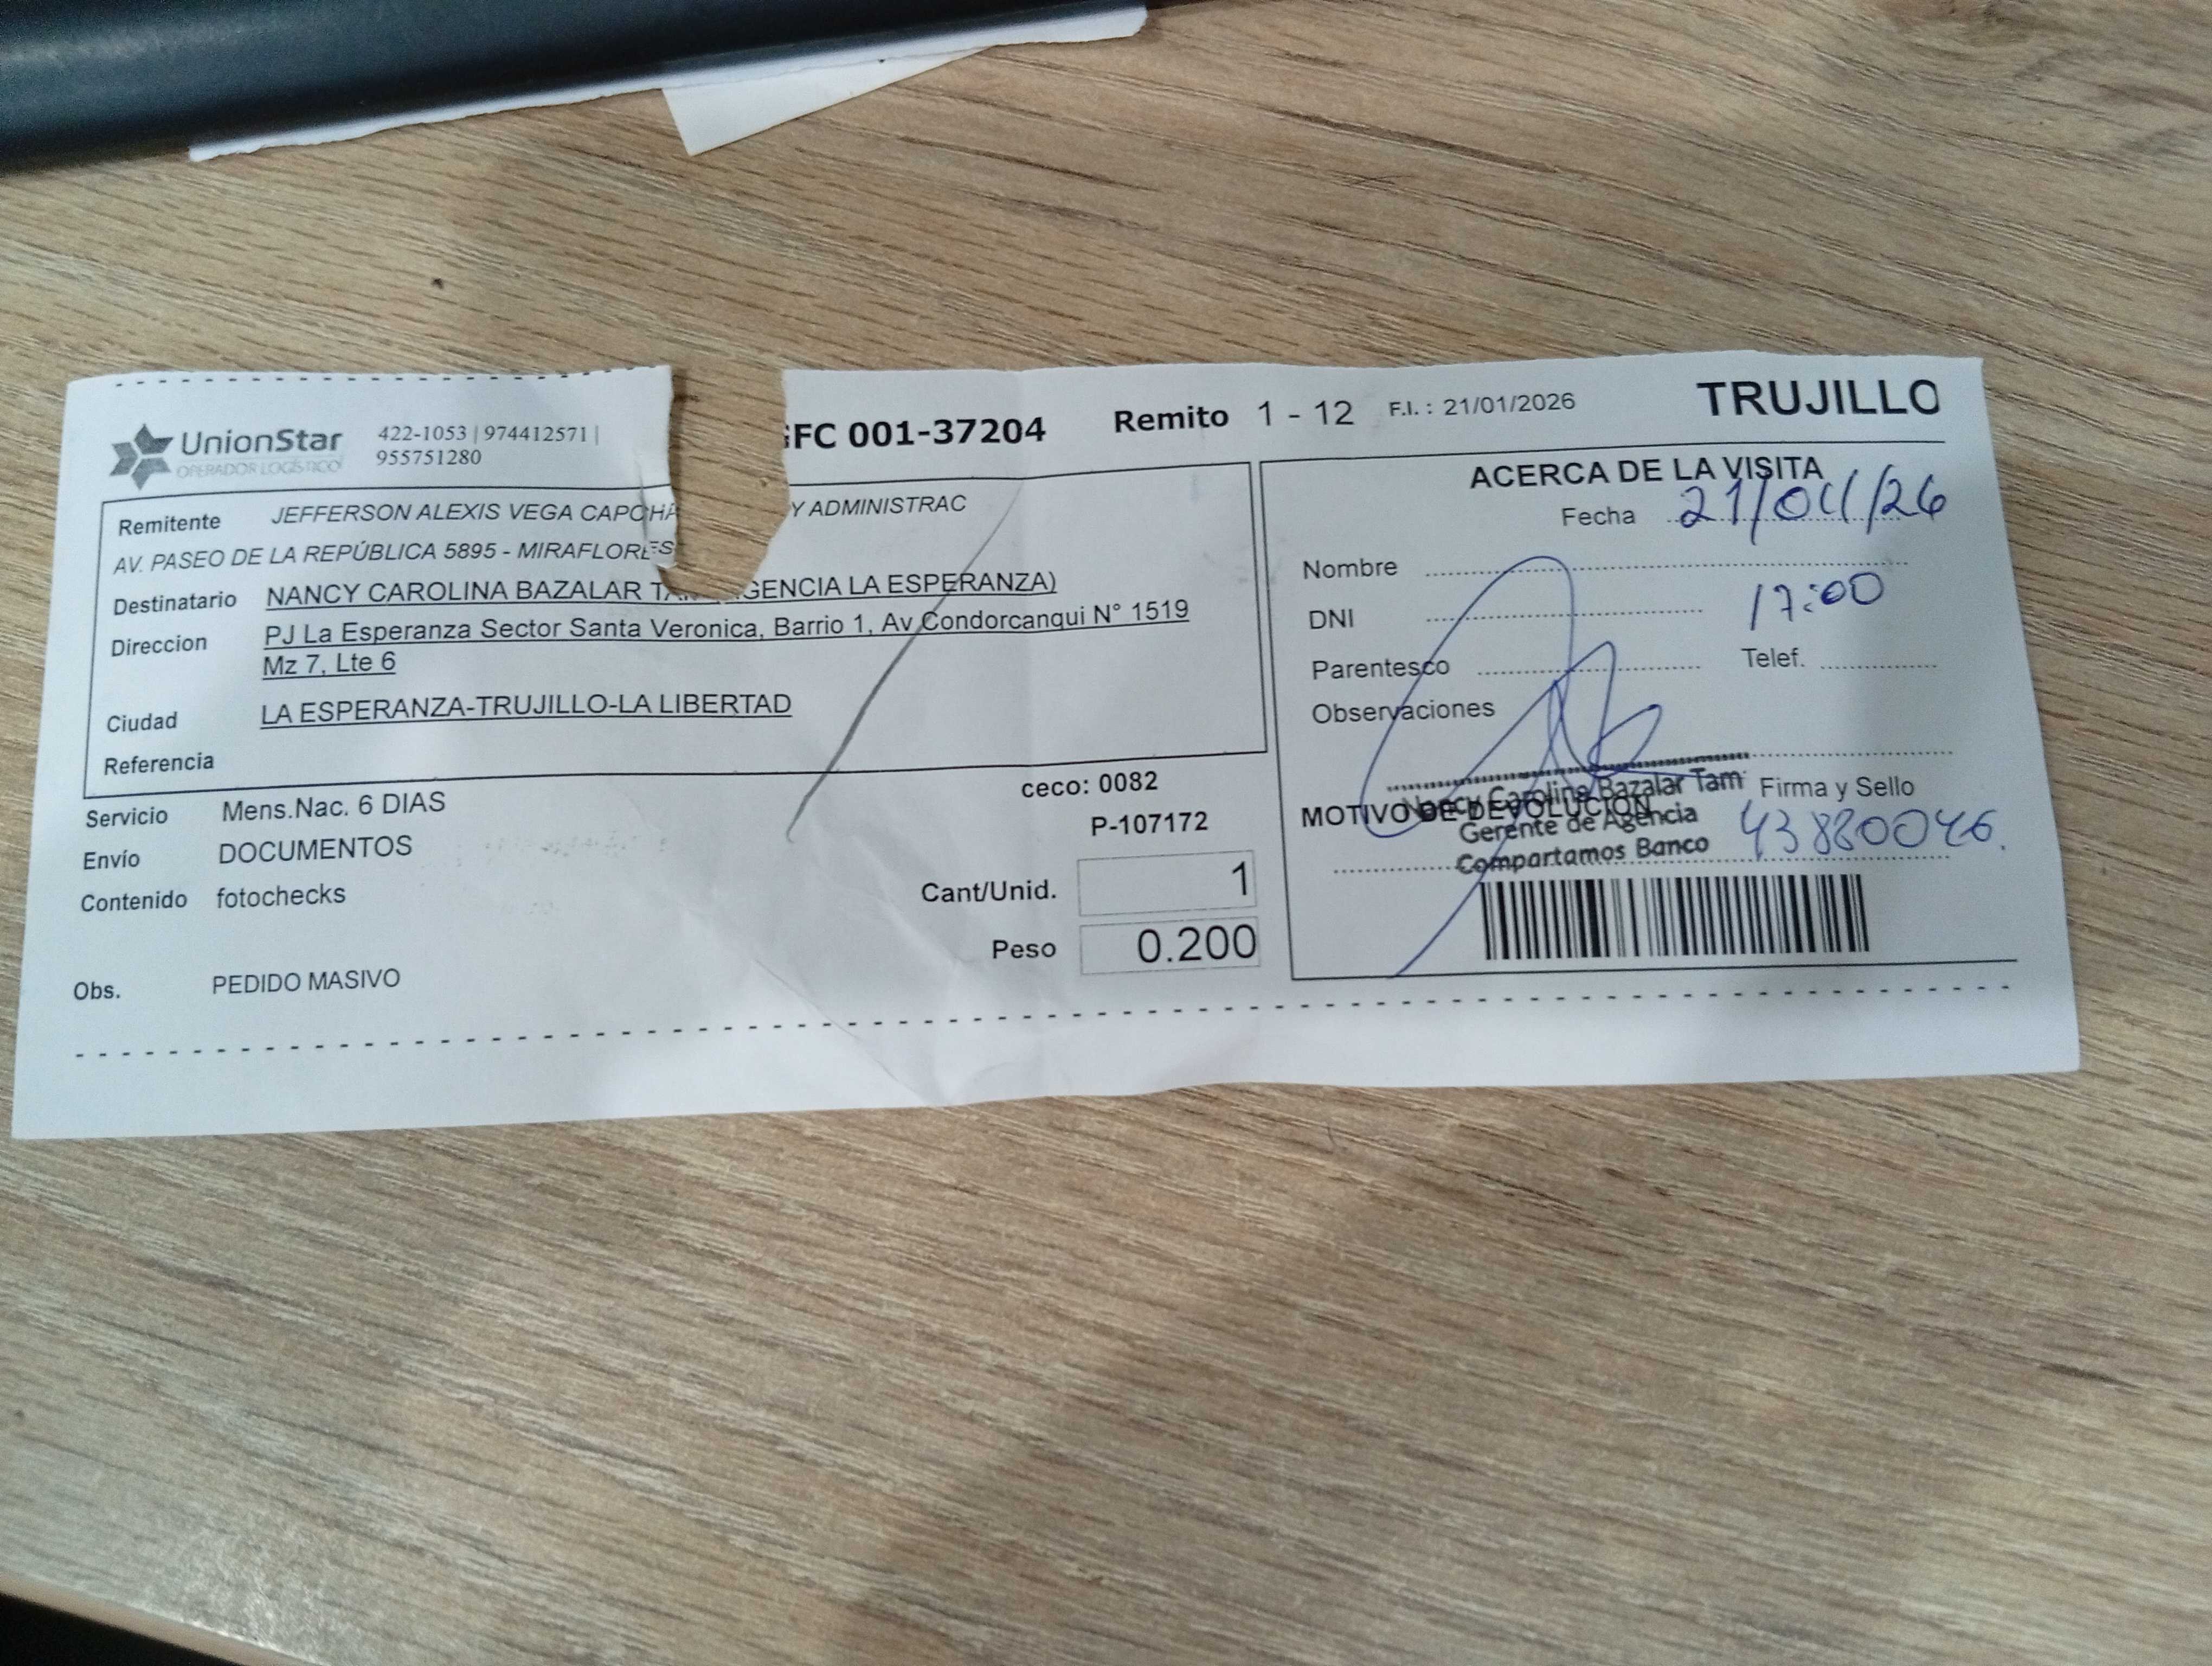 UnionStar
OPERADOR LOGÍSTICO
422-1053 | 974412571 |
955751280
FC 001-37204
Remito 1 - 12
F.I. : 21/01/2026
TRUJILLO
Remitente JEFFERSON ALEXIS VEGA CAPCHA Y ADMINISTRAC
AV. PASEO DE LA REPÚBLICA 5895 - MIRAFLORES
Destinatario NANCY CAROLINA BAZALAR GENCIA LA ESPERANZA)
Direccion PJ La Esperanza Sector Santa Veronica, Barrio 1, Av Condorcanqui N° 1519
Mz 7, Lte 6
Ciudad LA ESPERANZA-TRUJILLO-LA LIBERTAD
Referencia
Servicio Mens.Nac. 6 DIAS
Envío DOCUMENTOS
Contenido fotochecks
Obs. PEDIDO MASIVO
ceco: 0082
P-107172
Cant/Unid. 1
Peso 0.200
ACERCA DE LA VISITA
Fecha
Nombre
DNI 17:00
Parentesco Telef.
Observaciones
Firma y Sello
MOTIVO DE DEVOLUCIÓN
Nancy Carolina Bazalar Tam
Gerente de Agencia
Compartamos Banco
43880046.